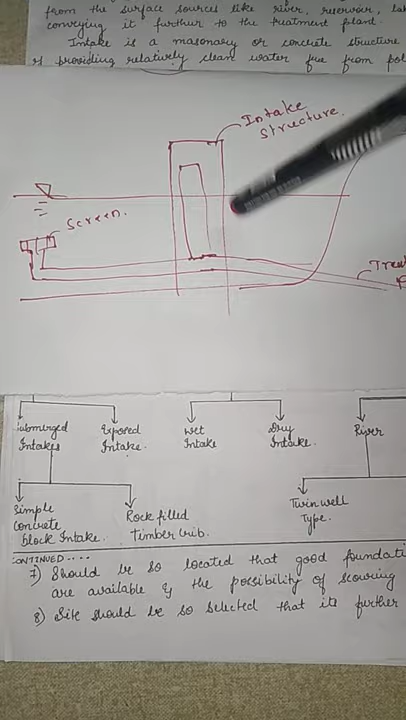 from the surface sources like river, reservoir, la
conveying it further to the treatment plant.
Intake is a masonary or concrete structure
of providing relatively clean water free from pol
Intake
structure.
Screen.
Submerged
Intakes
Exposed
Intake.
Wet
Intake
Dry
Intake.
River
Simple
concrete
block Intake.
Rock filled
timber crib.
Twin well
Type.
CONTINUED ....
7) Should be so located that good foundati
are available & the possibility of scouring
8) Site should be so selected that its further